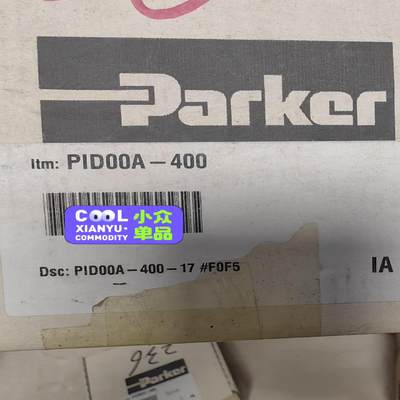 Parker
Itm: PID00A-400
COOL 小众
XIANYU·
COMMODITY 单品
Dsc: PID00A-400-17 #F0F5
IA
236
Parker